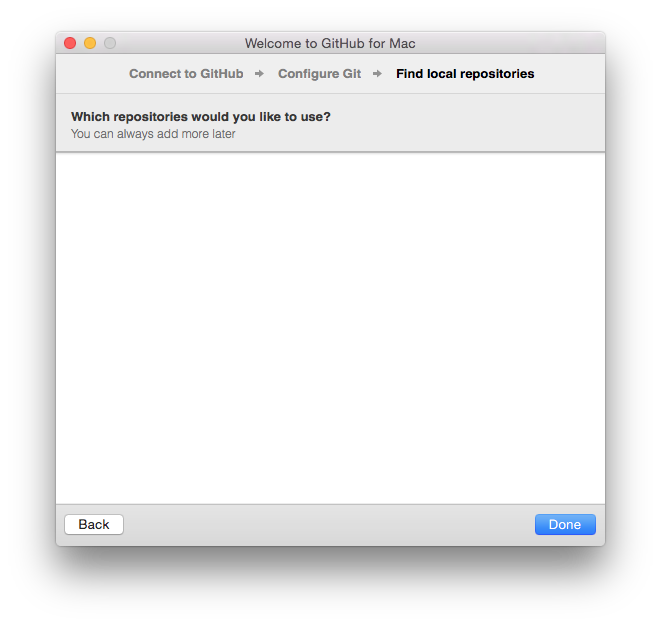 Welcome to GitHub for Mac
Connect to GitHub → Configure Git → Find local repositories
Which repositories would you like to use?
You can always add more later
Back Done